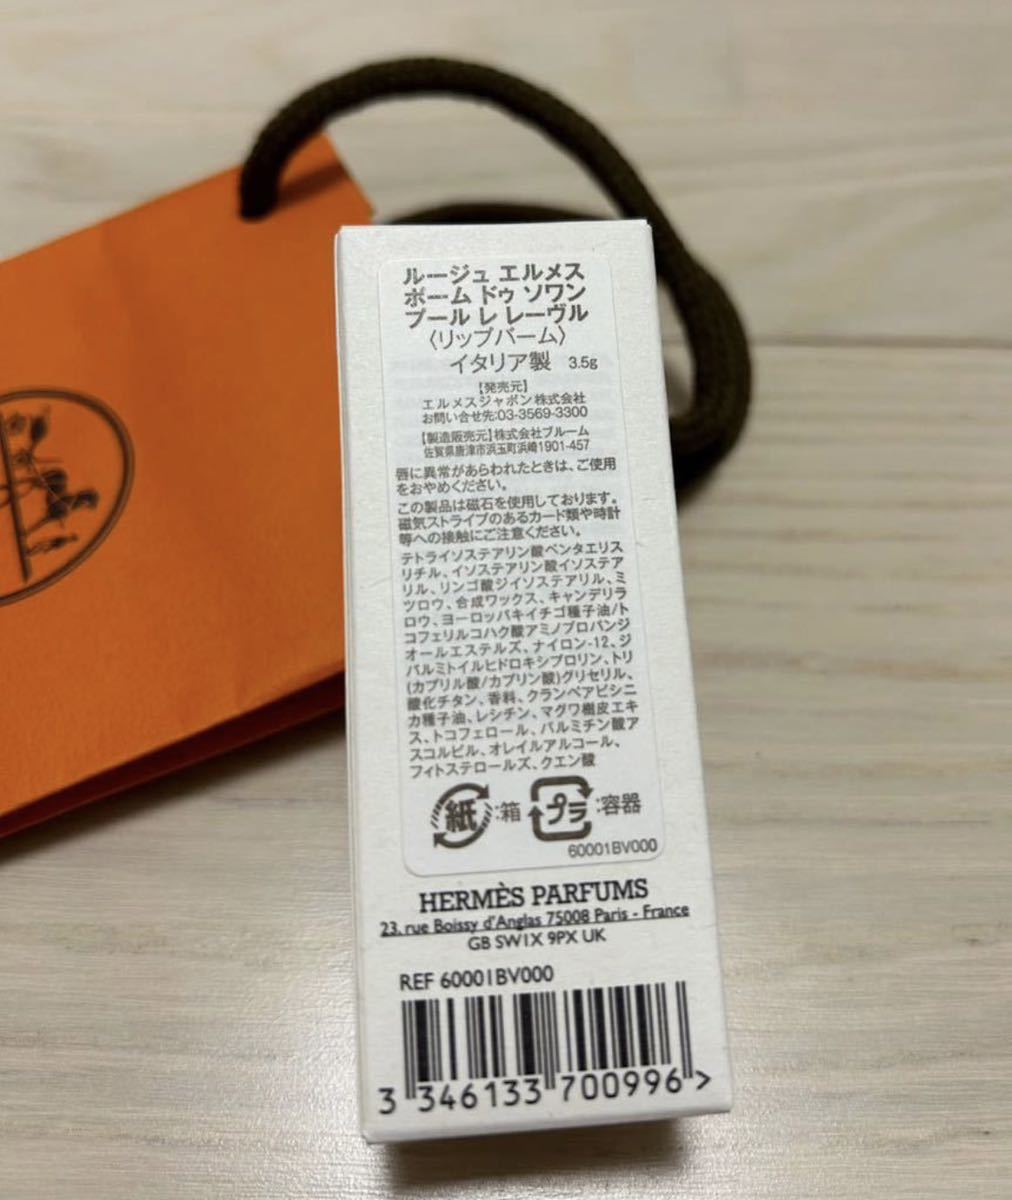 ルージュ エルメス
ボーム ドゥ ソワン
プール レ レーヴル
〈リップバーム〉
イタリア製 3.5g
【発売元】
エルメスジャポン株式会社
お問い合せ先:03-3569-3300
【製造販売元】株式会社ブルーム
佐賀県唐津市浜玉町浜崎1901-457
唇に異常があらわれたときは、ご使用
をおやめください。
この製品は磁石を使用しております。
磁気ストライプのあるカード類や時計
等への接触にご注意ください。
テトライソステアリン酸ペンタエリス
リチル、イソステアリン酸イソステア
リル、リンゴ酸ジイソステアリル、ミ
ツロウ、合成ワックス、キャンデリラ
ロウ、ヨーロッパキイチゴ種子油/ト
コフェリルコハク酸アミノプロパンジ
オールエステルズ、ナイロン-12、ジ
パルミトイルヒドロキシプロリン、トリ
(カプリル酸/カプリン酸)グリセリル、
酸化チタン、香料、クランベアビシニ
カ種子油、レシチン、マグワ樹皮エキ
ス、トコフェロール、パルミチン酸ア
スコルビル、オレイルアルコール、
フィトステロールズ、クエン酸
紙:箱 プラ:容器
60001BV000
HERMÈS PARFUMS
23, rue Boissy d'Anglas 75008 Paris - France
GB SW1X 9PX UK
REF 60001BV000
3 346133 700996 >